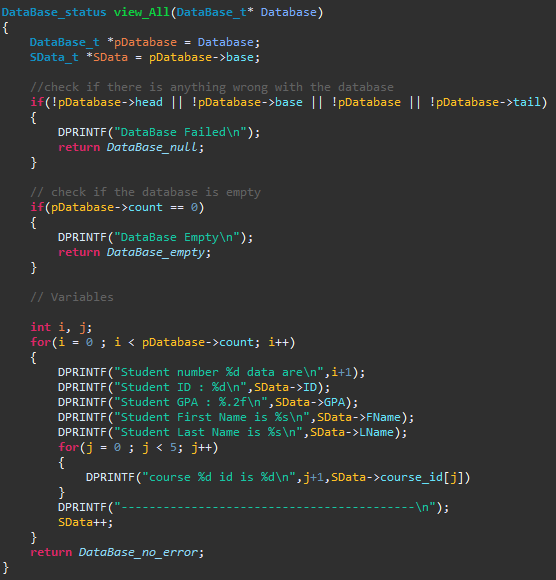 DataBase_status view_All(DataBase_t* Database)
{
    DataBase_t *pDatabase = Database;
    SData_t *SData = pDatabase->base;

    //check if there is anything wrong with the database
    if(!pDatabase->head || !pDatabase->base || !pDatabase || !pDatabase->tail)
    {
        DPRINTF("DataBase Failed\n");
        return DataBase_null;
    }

    // check if the database is empty
    if(pDatabase->count == 0)
    {
        DPRINTF("DataBase Empty\n");
        return DataBase_empty;
    }

    // Variables

    int i, j;
    for(i = 0 ; i < pDatabase->count; i++)
    {
        DPRINTF("Student number %d data are\n",i+1);
        DPRINTF("Student ID : %d\n",SData->ID);
        DPRINTF("Student GPA : %.2f\n",SData->GPA);
        DPRINTF("Student First Name is %s\n",SData->FName);
        DPRINTF("Student Last Name is %s\n",SData->LName);
        for(j = 0 ; j < 5; j++)
        {
            DPRINTF("course %d id is %d\n",j+1,SData->course_id[j])
        }
        DPRINTF("------------------------------------------\n");
        SData++;
    }
    return DataBase_no_error;
}